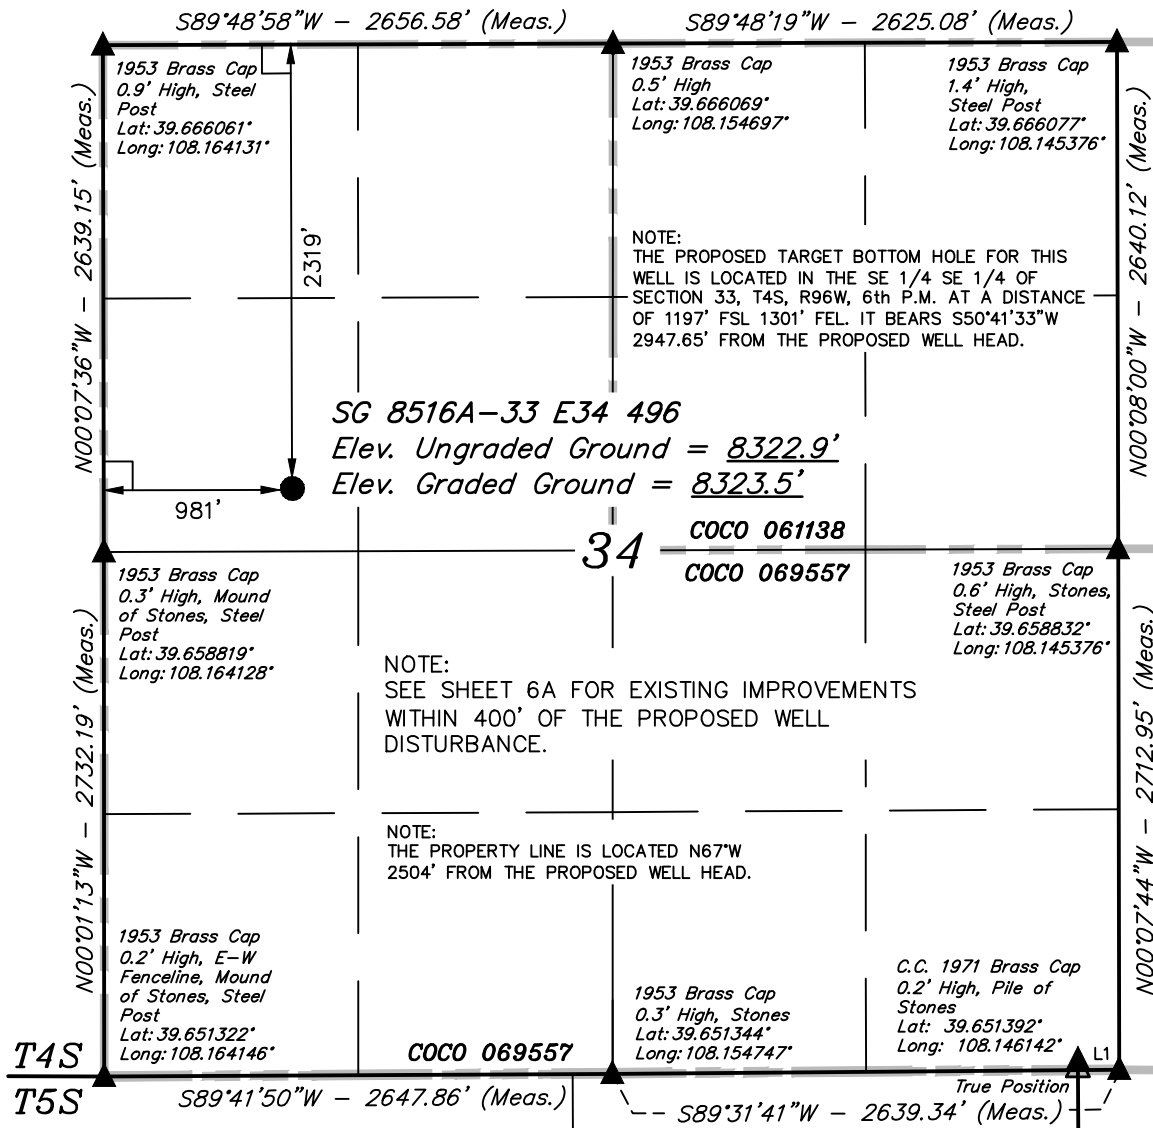 S89°48'58"W - 2656.58' (Meas.)
S89°48'19"W - 2625.08' (Meas.)
1953 Brass Cap
0.9' High, Steel
Post
Lat: 39.666061°
Long: 108.164131°
1953 Brass Cap
0.5' High
Lat: 39.666069°
Long: 108.154697°
1953 Brass Cap
1.4' High,
Steel Post
Lat: 39.666077°
Long: 108.145376°
N00°07'36"W - 2639.15' (Meas.)
2319'
N00°08'00"W - 2640.12' (Meas.)
NOTE:
THE PROPOSED TARGET BOTTOM HOLE FOR THIS
WELL IS LOCATED IN THE SE 1/4 SE 1/4 OF
SECTION 33, T4S, R96W, 6th P.M. AT A DISTANCE
OF 1197' FSL 1301' FEL. IT BEARS S50°41'33"W
2947.65' FROM THE PROPOSED WELL HEAD.
SG 8516A-33 E34 496
Elev. Ungraded Ground = 8322.9'
Elev. Graded Ground = 8323.5'
981'
COCO 061138
34
COCO 069557
1953 Brass Cap
0.3' High, Mound
of Stones, Steel
Post
Lat: 39.658819°
Long: 108.164128°
1953 Brass Cap
0.6' High, Stones,
Steel Post
Lat: 39.658832°
Long: 108.145376°
N00°01'13"W - 2732.19' (Meas.)
NOTE:
SEE SHEET 6A FOR EXISTING IMPROVEMENTS
WITHIN 400' OF THE PROPOSED WELL
DISTURBANCE.
N00°07'44"W - 2712.95' (Meas.)
NOTE:
THE PROPERTY LINE IS LOCATED N67°W
2504' FROM THE PROPOSED WELL HEAD.
1953 Brass Cap
0.2' High, E-W
Fenceline, Mound
of Stones, Steel
Post
Lat: 39.651322°
Long: 108.164146°
1953 Brass Cap
0.3' High, Stones
Lat: 39.651344°
Long: 108.154747°
C.C. 1971 Brass Cap
0.2' High, Pile of
Stones
Lat: 39.651392°
Long: 108.146142°
L1
T4S
COCO 069557
T5S
True Position
S89°41'50"W - 2647.86' (Meas.)
S89°31'41"W - 2639.34' (Meas.)